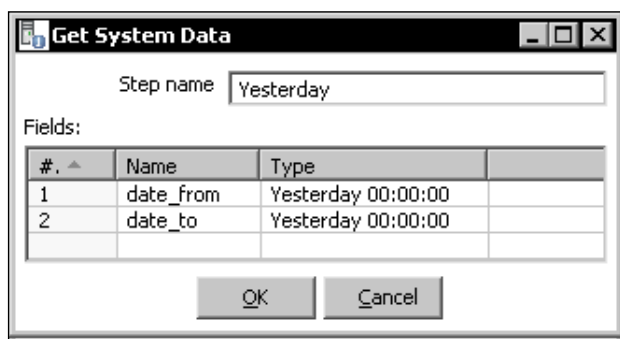 Get System Data
Step name Yesterday
Fields:
#. Name Type
1 date_from Yesterday 00:00:00
2 date_to Yesterday 00:00:00
OK Cancel